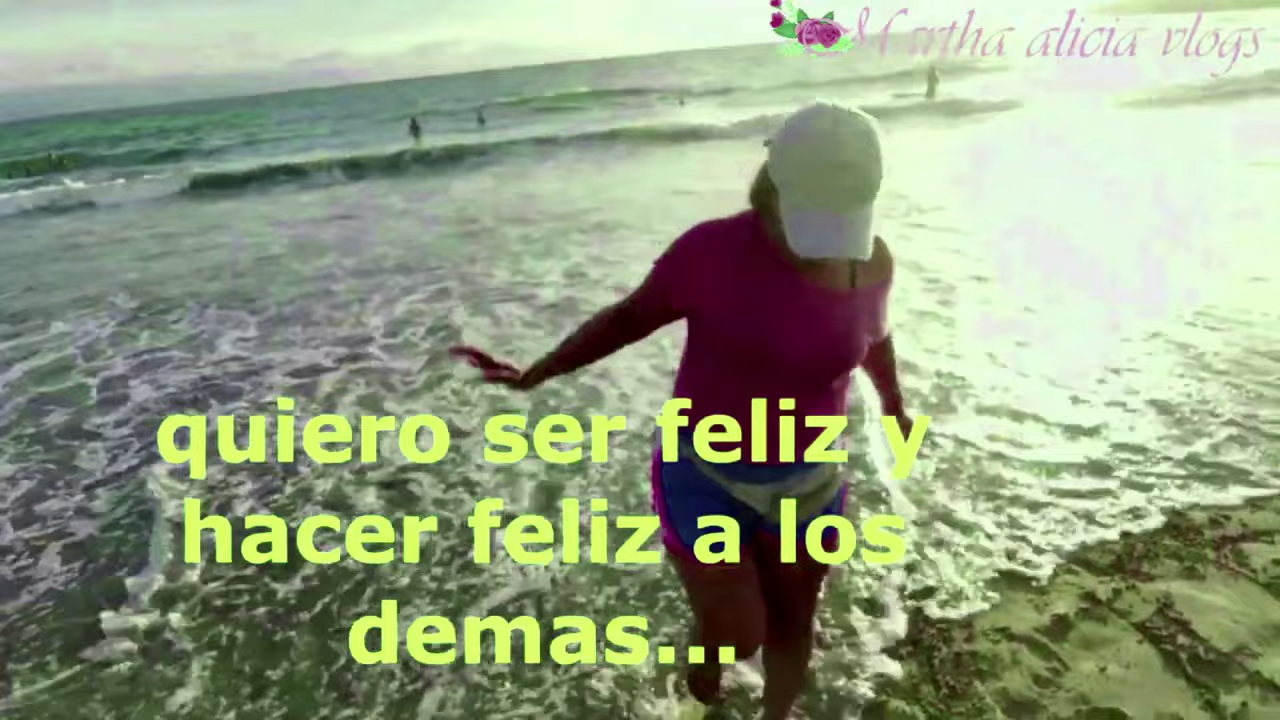 Martha alicia vlogs
quiero ser feliz y
hacer feliz a los
demas...